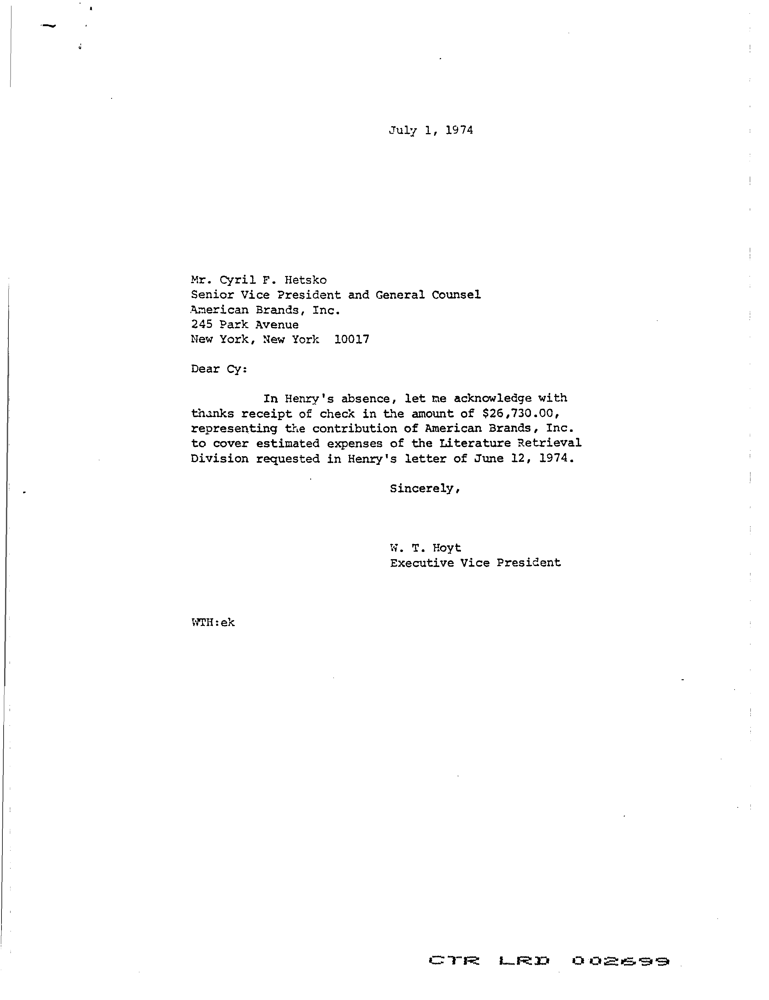 July 1, 1974
Mr. Cyril F. Hetsko
Senior Vice President and General Counsel
American Brands, Inc.
245 Park Avenue
New York, New York 10017
Dear Cy:
In Henry's absence, let me acknowledge with
thanks receipt of check in the amount of $26,730.00,
representing the contribution of American Brands, Inc.
to cover estimated expenses of the Literature Retrieval
Division requested in Henry's letter of June 12, 1974.
Sincerely,
W. T. Hoyt
Executive Vice President
WTH:ek
CTR LRD 002699